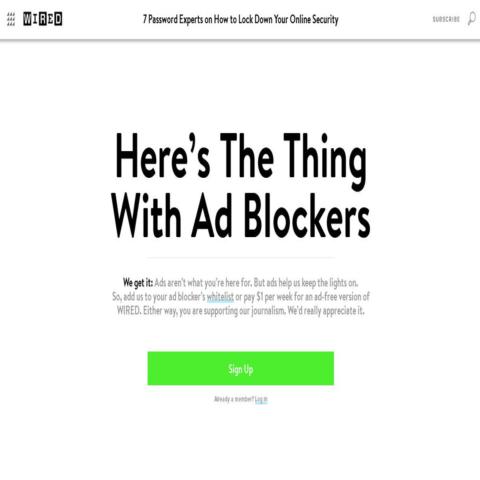 WIRED 7 Password Experts on How to Lock Down Your Online Security SUBSCRIBE
Here's The Thing
With Ad Blockers
We get it: Ads aren't what you're here for. But ads help us keep the lights on.
So, add us to your ad blocker's whitelist or pay $1 per week for an ad-free version of
WIRED. Either way, you are supporting our journalism. We'd really appreciate it.
Sign Up
Already a member? Log in